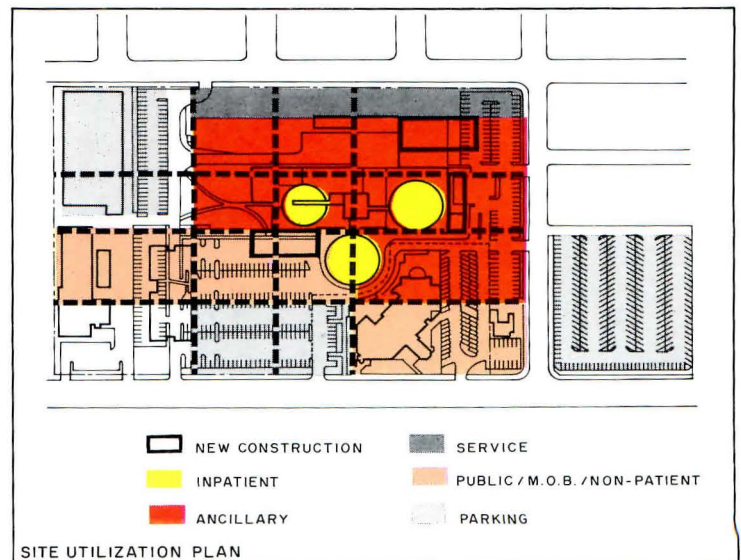 NEW CONSTRUCTION
INPATIENT
ANCILLARY
SERVICE
PUBLIC / M.O.B. / NON-PATIENT
PARKING
SITE UTILIZATION PLAN